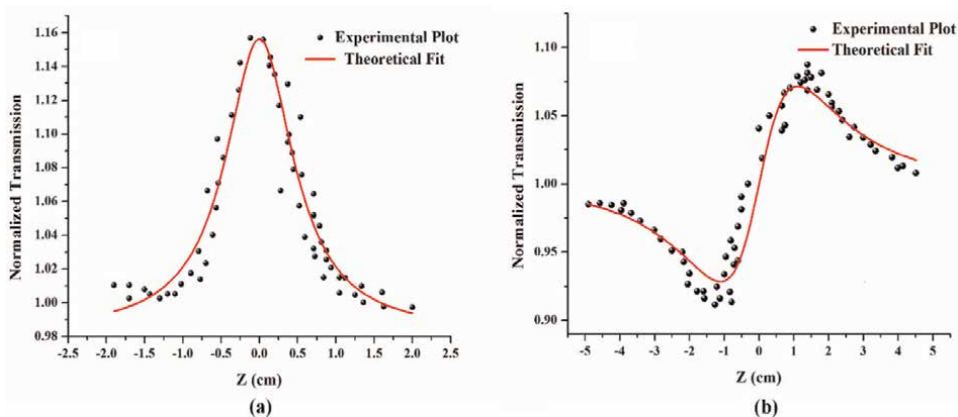 (a)
1.16
1.14
1.12
1.10
1.08
1.06
1.04
1.02
1.00
0.98
Normalized Transmission
Experimental Plot
Theoretical Fit
-2.5 -2.0 -1.5 -1.0 -0.5 0.0 0.5 1.0 1.5 2.0 2.5
Z (cm)
(a)
(b)
1.10
1.05
1.00
0.95
0.90
Normalized Transmission
Experimental Plot
Theoretical Fit
-5 -4 -3 -2 -1 0 1 2 3 4 5
Z (cm)
(b)